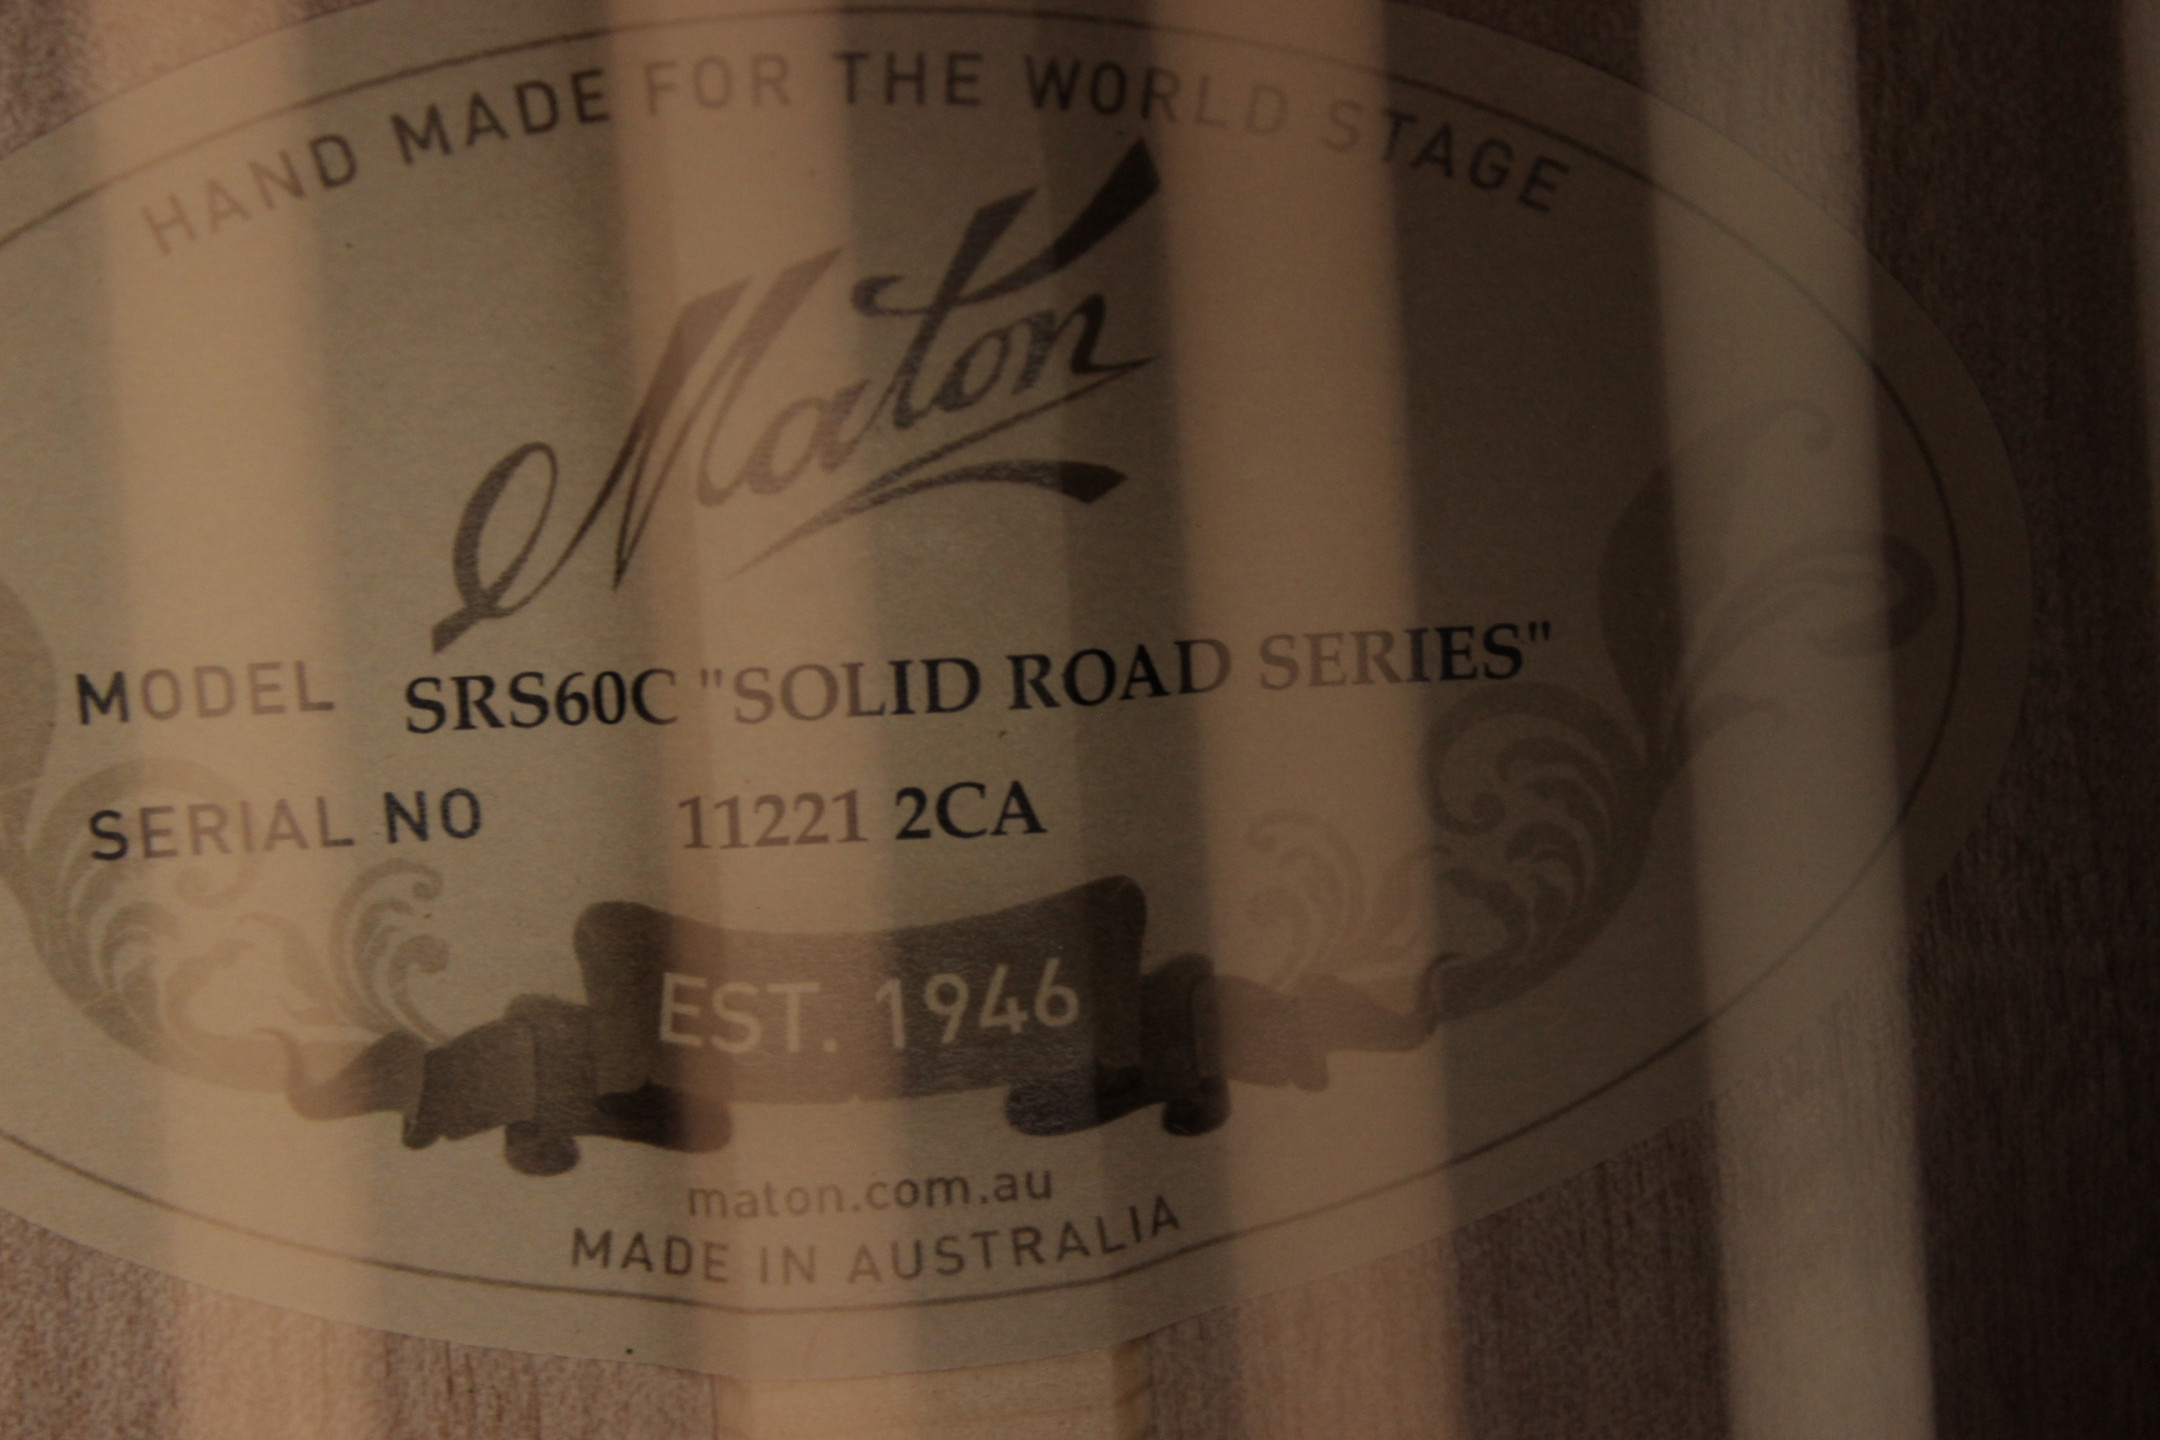 HAND MADE FOR THE WORLD STAGE
Maton
MODEL SRS60C "SOLID ROAD SERIES"
SERIAL NO 11221 2CA
EST. 1946
maton.com.au
MADE IN AUSTRALIA